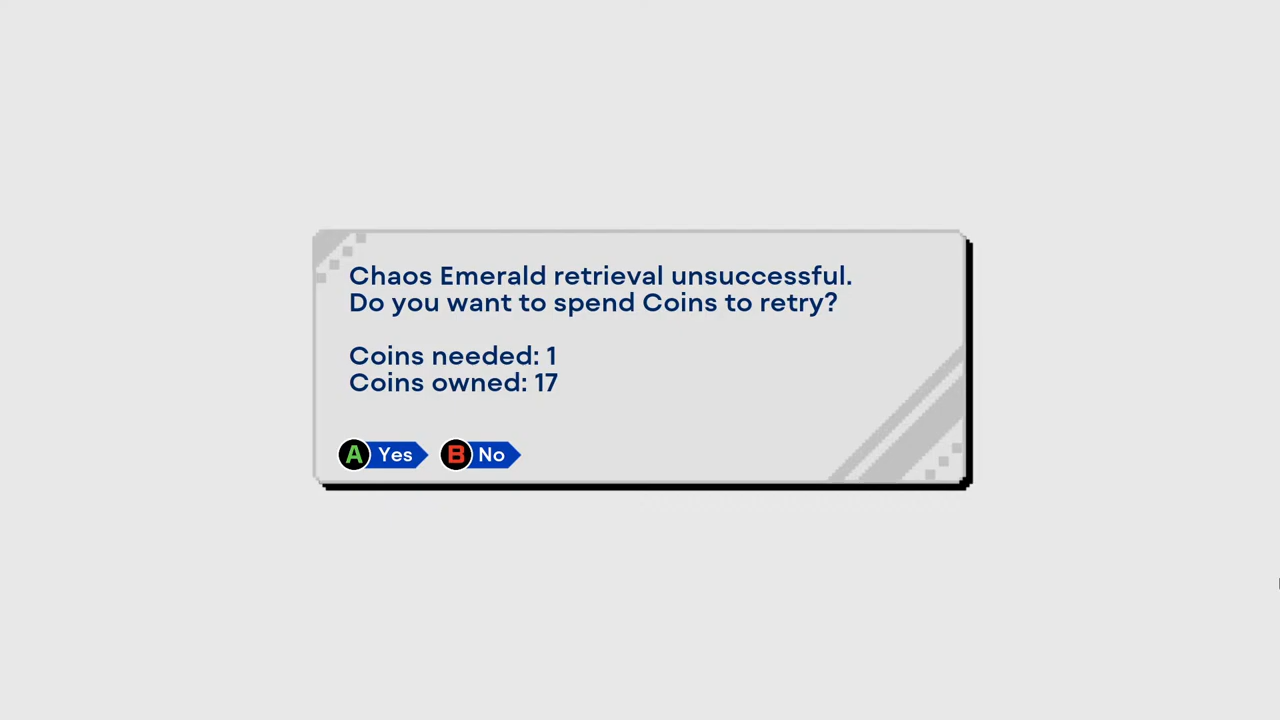 Chaos Emerald retrieval unsuccessful.
Do you want to spend Coins to retry?
Coins needed: 1
Coins owned: 17
A Yes B No